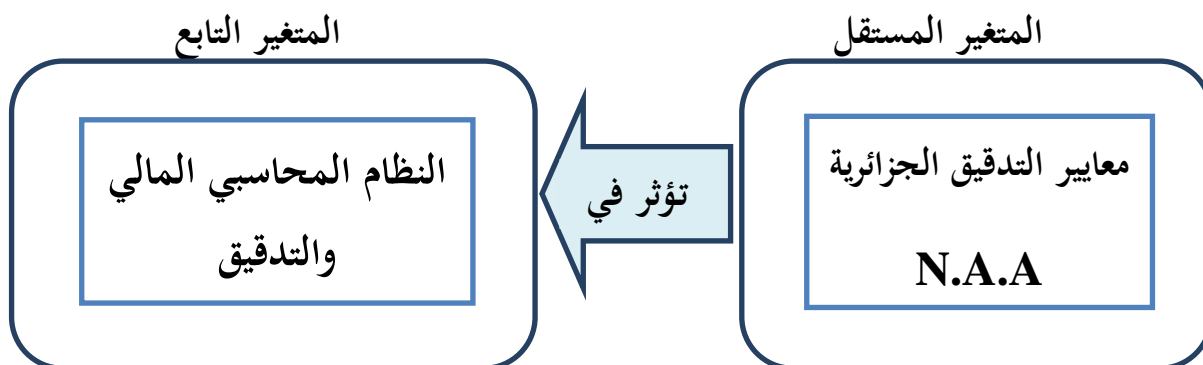 المتغير المستقل
المتغير التابع
معايير التدقيق الجزائرية
N.A.A
تؤثر في
النظام المحاسبي المالي
والتدقيق